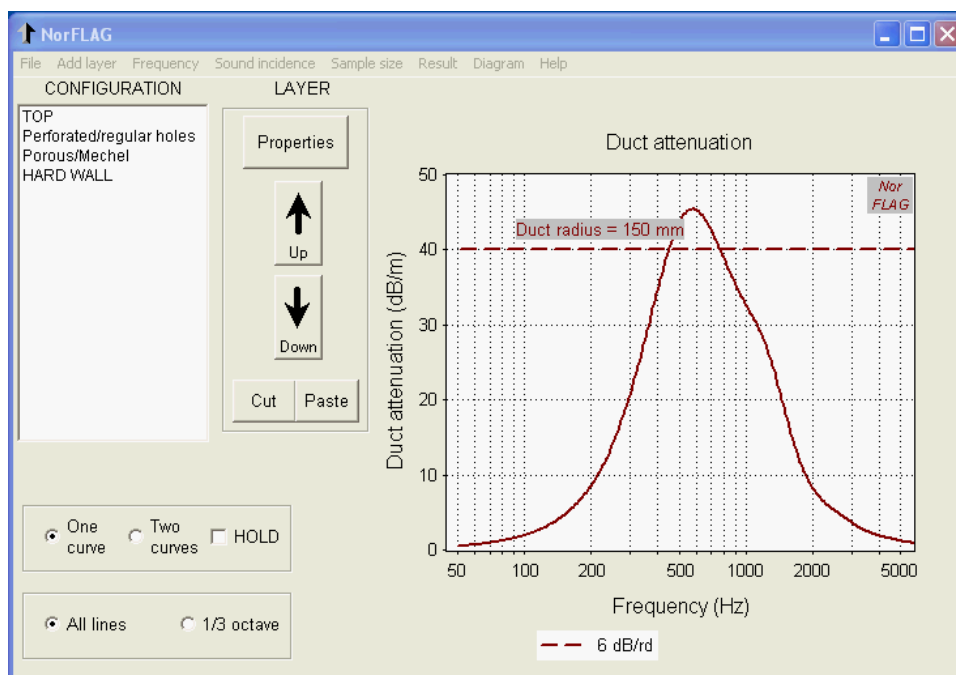 NorFLAG
File Add layer Frequency Sound incidence Sample size Result Diagram Help
CONFIGURATION
TOP
Perforated/regular holes
Porous/Mechel
HARD WALL
LAYER
Properties
Up
Down
Cut Paste
One curve
Two curves
HOLD
All lines
1/3 octave
Duct attenuation
Nor
FLAG
Duct radius = 150 mm
Duct attenuation (dB/m)
50
40
30
20
10
0
50 100 200 500 1000 2000 5000
Frequency (Hz)
6 dB/rd